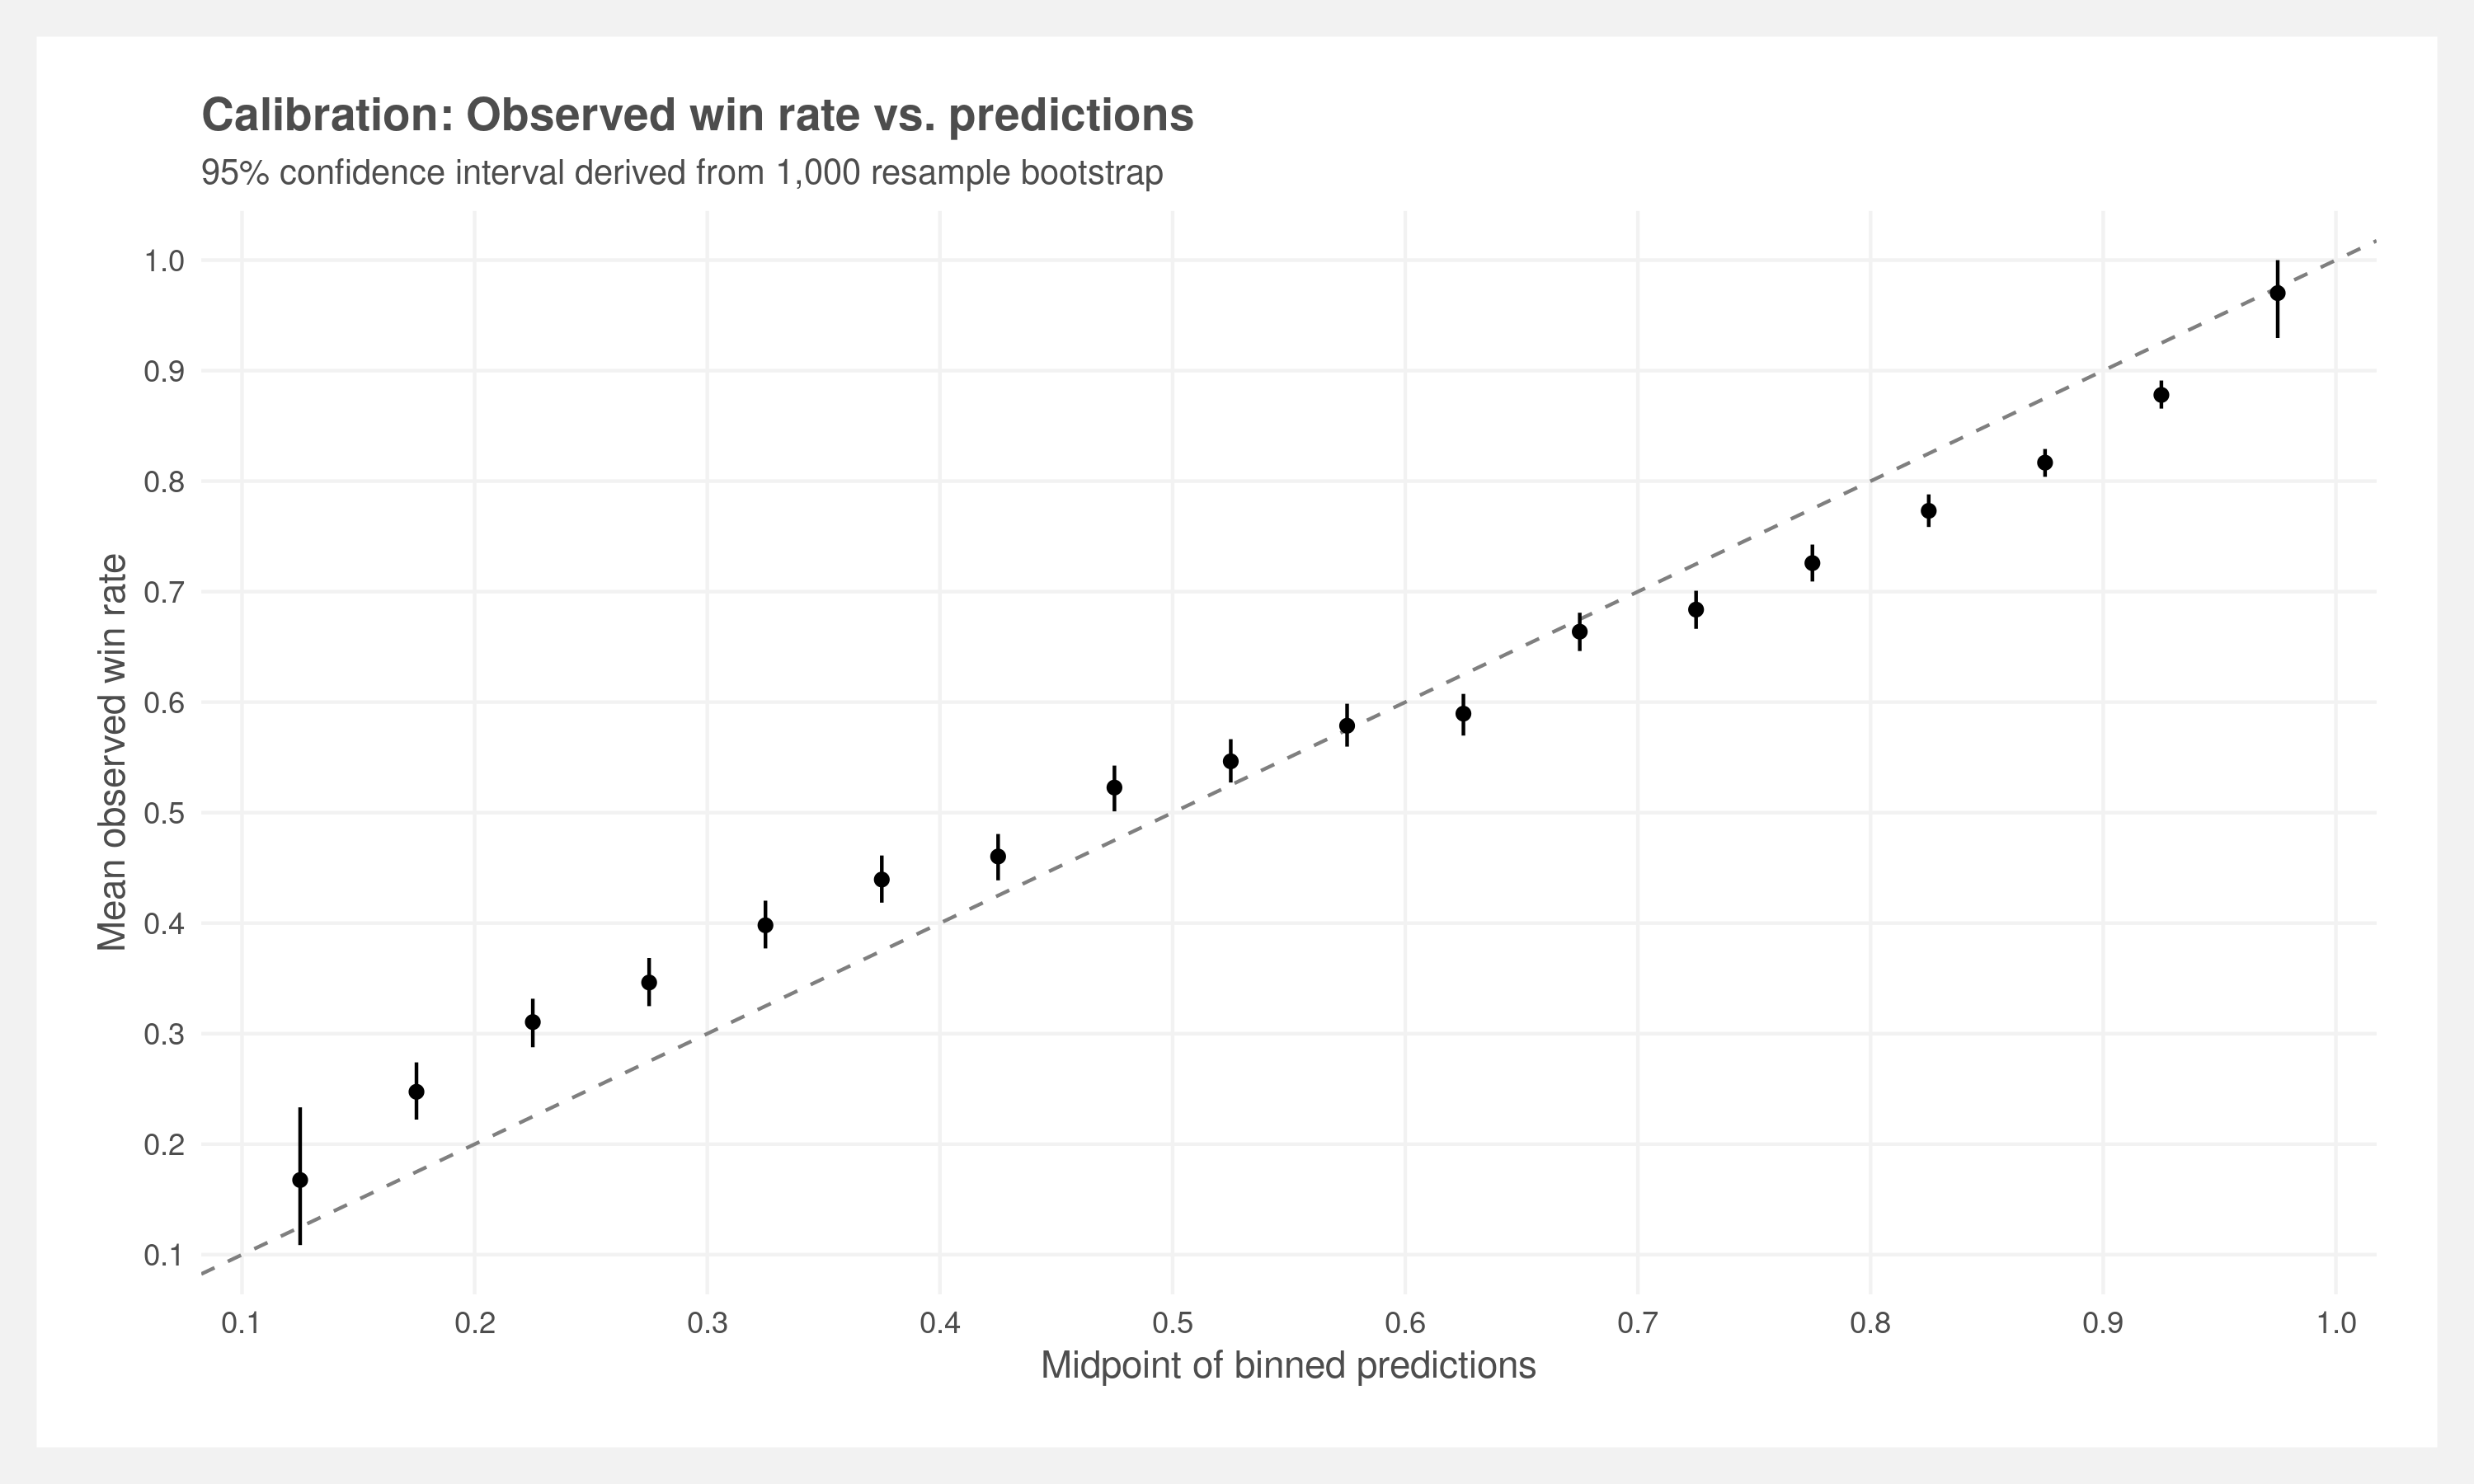 Calibration: Observed win rate vs. predictions
95% confidence interval derived from 1,000 resample bootstrap
Mean observed win rate
1.0
0.9
0.8
0.7
0.6
0.5
0.4
0.3
0.2
0.1
0.1 0.2 0.3 0.4 0.5 0.6 0.7 0.8 0.9 1.0
Midpoint of binned predictions